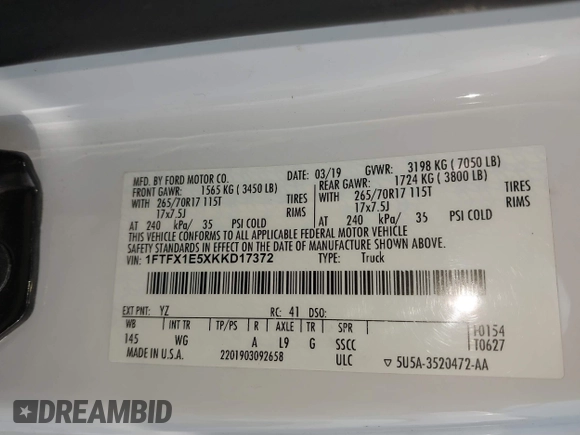 MFD. BY FORD MOTOR CO. 03/19 GVWR: 3198 KG (7050 LB)
FRONT GAWR: 1565 KG (3450 LB) REAR GAWR: 1724 KG (3800 LB)
WITH 265/70R17 115T TIRES WITH 265/70R17 115T TIRES
17x7.5J RIMS 17x7.5J RIMS
AT 240 kPa/ 35 PSI COLD AT 240 kPa/ 35 PSI COLD
THIS VEHICLE CONFORMS TO ALL APPLICABLE FEDERAL MOTOR VEHICLE
SAFETY STANDARDS IN EFFECT ON THE DATE OF MANUFACTURE SHOWN ABOVE.
VIN: 1FTFX1E5XKKD17372 TYPE: Truck
EXT PNT: YZ RC: 41 DSO:
WB INT TR TP/PS R AXLE TR SPR F0154
145 WG A L9 G SSCC T0627
MADE IN U.S.A. 2201903092658 ULC ▽ 5U5A-3520472-AA
DREAMBID